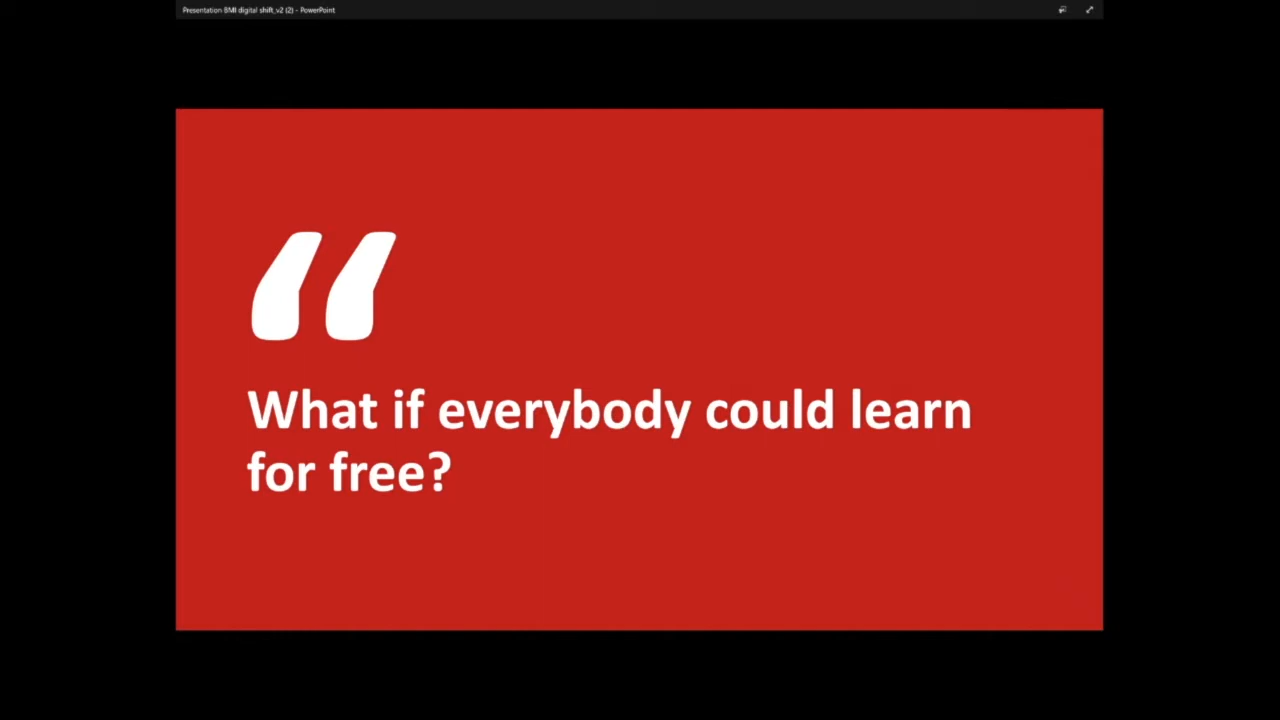 Presentation BMI digital shift_v2 (2) - PowerPoint
“
What if everybody could learn
for free?